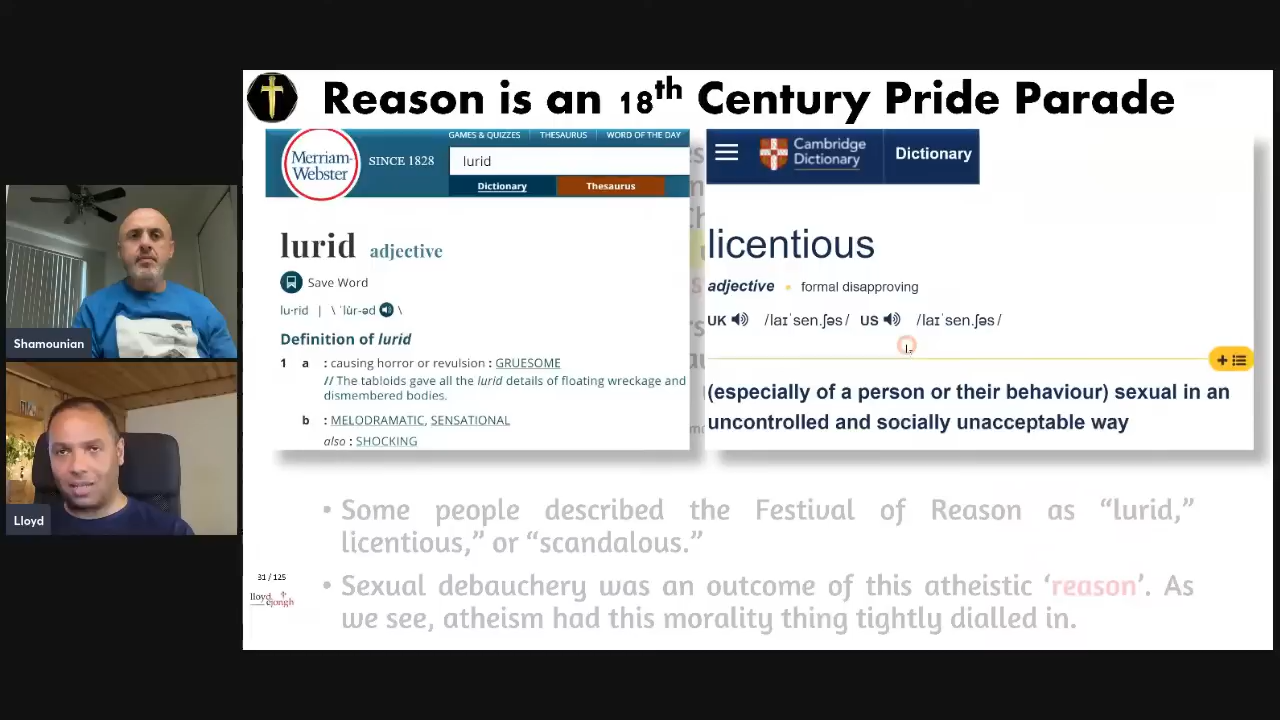 Reason is an 18th Century Pride Parade
GAMES & QUIZZES THESAURUS WORD OF THE DAY
Merriam-
Webster
SINCE 1828
lurid
Dictionary Thesaurus
lurid adjective
Save Word
lu·rid | \ ˈlu̇r-əd \
Definition of lurid
1 a : causing horror or revulsion : GRUESOME
// The tabloids gave all the lurid details of floating wreckage and
dismembered bodies.
b : MELODRAMATIC, SENSATIONAL
also : SHOCKING
Cambridge
Dictionary
Dictionary
licentious
adjective formal disapproving
UK /laɪˈsen.ʃəs/ US /laɪˈsen.ʃəs/
(especially of a person or their behaviour) sexual in an
uncontrolled and socially unacceptable way
• Some people described the Festival of Reason as “lurid,”
licentious,” or “scandalous.”
• Sexual debauchery was an outcome of this atheistic ‘reason’. As
we see, atheism had this morality thing tightly dialled in.
31 / 125
lloyd
dejongh
Shamounian
Lloyd